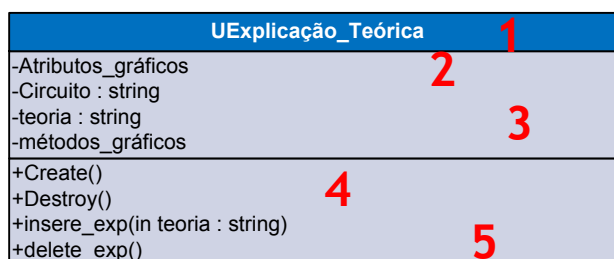 UExplicação_Teórica 1
-Atributos_gráficos 2
-Circuito : string
-teoria : string 3
-métodos_gráficos
+Create()
+Destroy() 4
+insere_exp(in teoria : string)
+delete_exp() 5